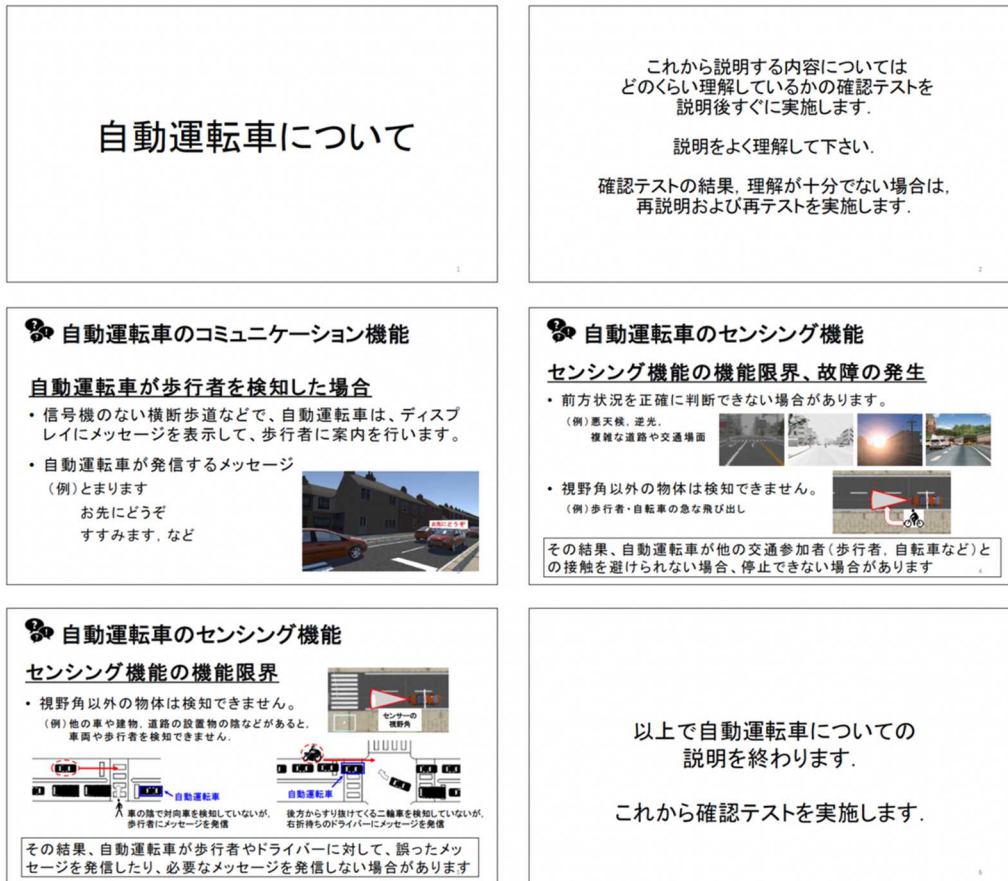 自動運転車について
1
これから説明する内容については
どのくらい理解しているかの確認テストを
説明後すぐに実施します.
説明をよく理解して下さい.
確認テストの結果, 理解が十分でない場合は,
再説明および再テストを実施します.
2
自動運転車のコミュニケーション機能
自動運転車が歩行者を検知した場合
• 信号機のない横断歩道などで、自動運転車は、ディスプ
レイにメッセージを表示して、歩行者に案内を行います。
• 自動運転車が発信するメッセージ
(例)とまります
お先にどうぞ
すすみます, など
お先にどうぞ
自動運転車のセンシング機能
センシング機能の機能限界、故障の発生
• 前方状況を正確に判断できない場合があります。
(例)悪天候, 逆光,
複雑な道路や交通場面
• 視野角以外の物体は検知できません。
(例)歩行者・自転車の急な飛び出し
その結果、自動運転車が他の交通参加者(歩行者, 自転車など)と
の接触を避けられない場合、停止できない場合があります
4
自動運転車のセンシング機能
センシング機能の機能限界
• 視野角以外の物体は検知できません。
(例)他の車や建物, 道路の設置物の陰などがあると,
車両や歩行者を検知できません.
センサーの
視野角
自動運転車
車の陰で対向車を検知していないが,
歩行者にメッセージを発信
自動運転車
後方からすり抜けてくる二輪車を検知していないが,
右折待ちのドライバーにメッセージを発信
その結果、自動運転車が歩行者やドライバーに対して、誤ったメッ
セージを発信したり、必要なメッセージを発信しない場合があります
以上で自動運転車についての
説明を終わります.
これから確認テストを実施します.
6